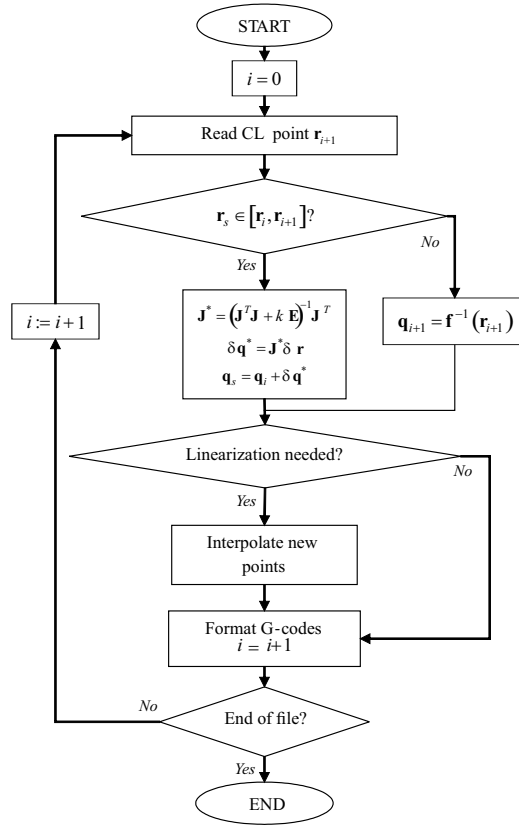 START
i = 0
Read CL point r_{i+1}
r_s ∈ [r_i, r_{i+1}]?
No
Yes
i := i+1
J* = (JᵀJ + k E)⁻¹ Jᵀ
δq* = J*δ r
q_s = q_i + δq*
q_{i+1} = f⁻¹(r_{i+1})
Linearization needed?
No
Yes
Interpolate new
points
Format G-codes
i = i+1
No
End of file?
Yes
END